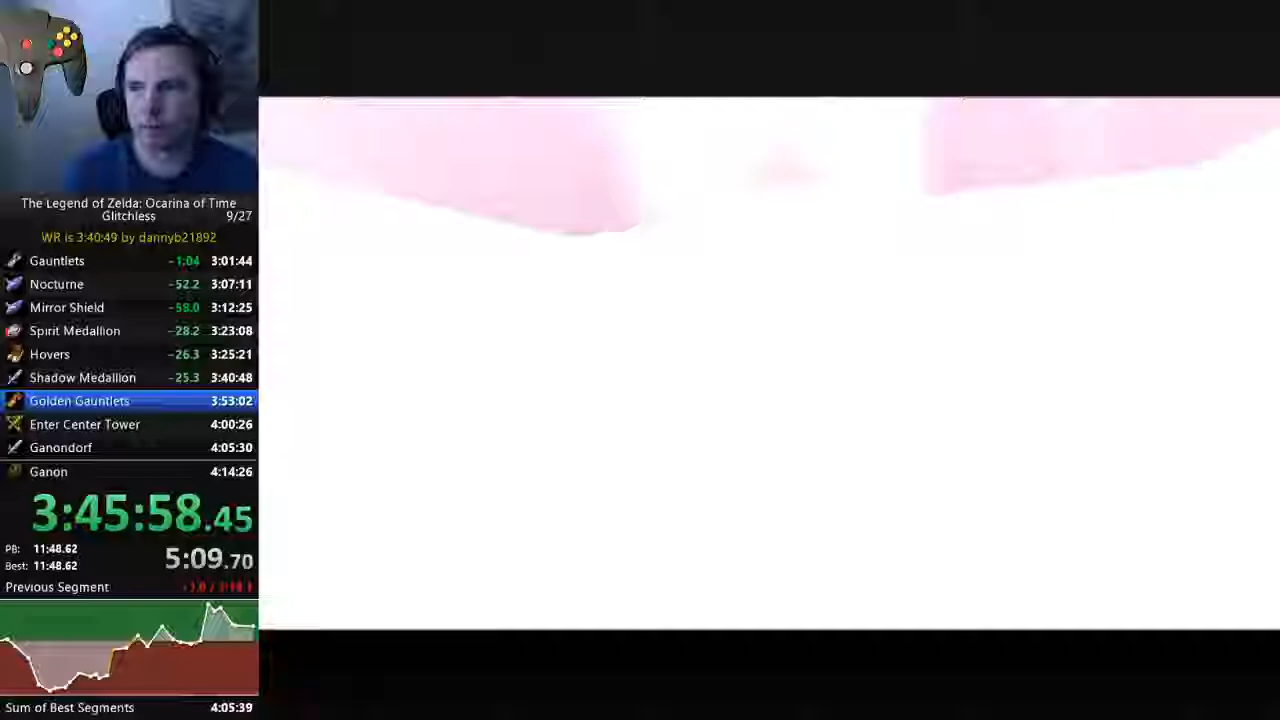 The Legend of Zelda: Ocarina of Time
Glitchless 9/27
WR is 3:40:49 by dannyb21892
Gauntlets -1:04 3:01:44
Nocturne -52.2 3:07:11
Mirror Shield -58.0 3:12:25
Spirit Medallion -28.2 3:23:08
Hovers -26.3 3:25:21
Shadow Medallion -25.3 3:40:48
Golden Gauntlets 3:53:02
Enter Center Tower 4:00:26
Ganondorf 4:05:30
Ganon 4:14:26
3:45:58.45
PB: 11:48.62
Best: 11:48.62
5:09.70
Previous Segment
Sum of Best Segments 4:05:39